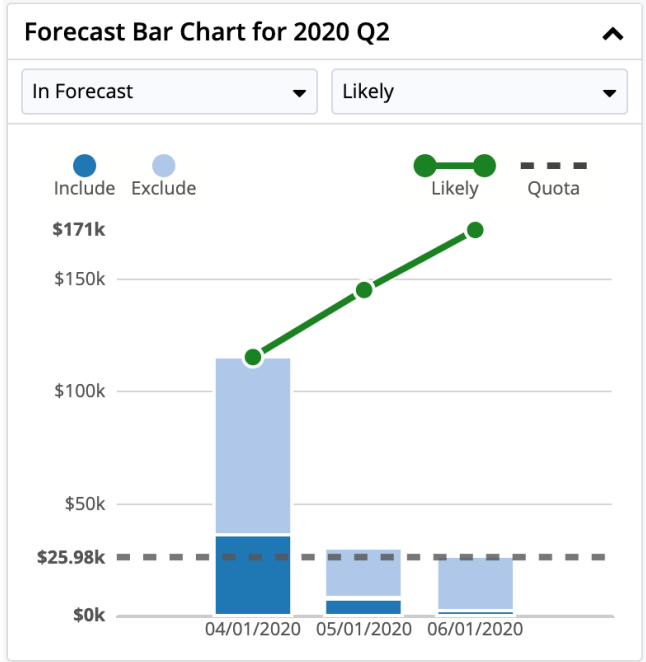 Forecast Bar Chart for 2020 Q2
In Forecast
Likely
Include Exclude
Likely Quota
$171k
$150k
$100k
$50k
$25.98k
$0k
04/01/2020 05/01/2020 06/01/2020